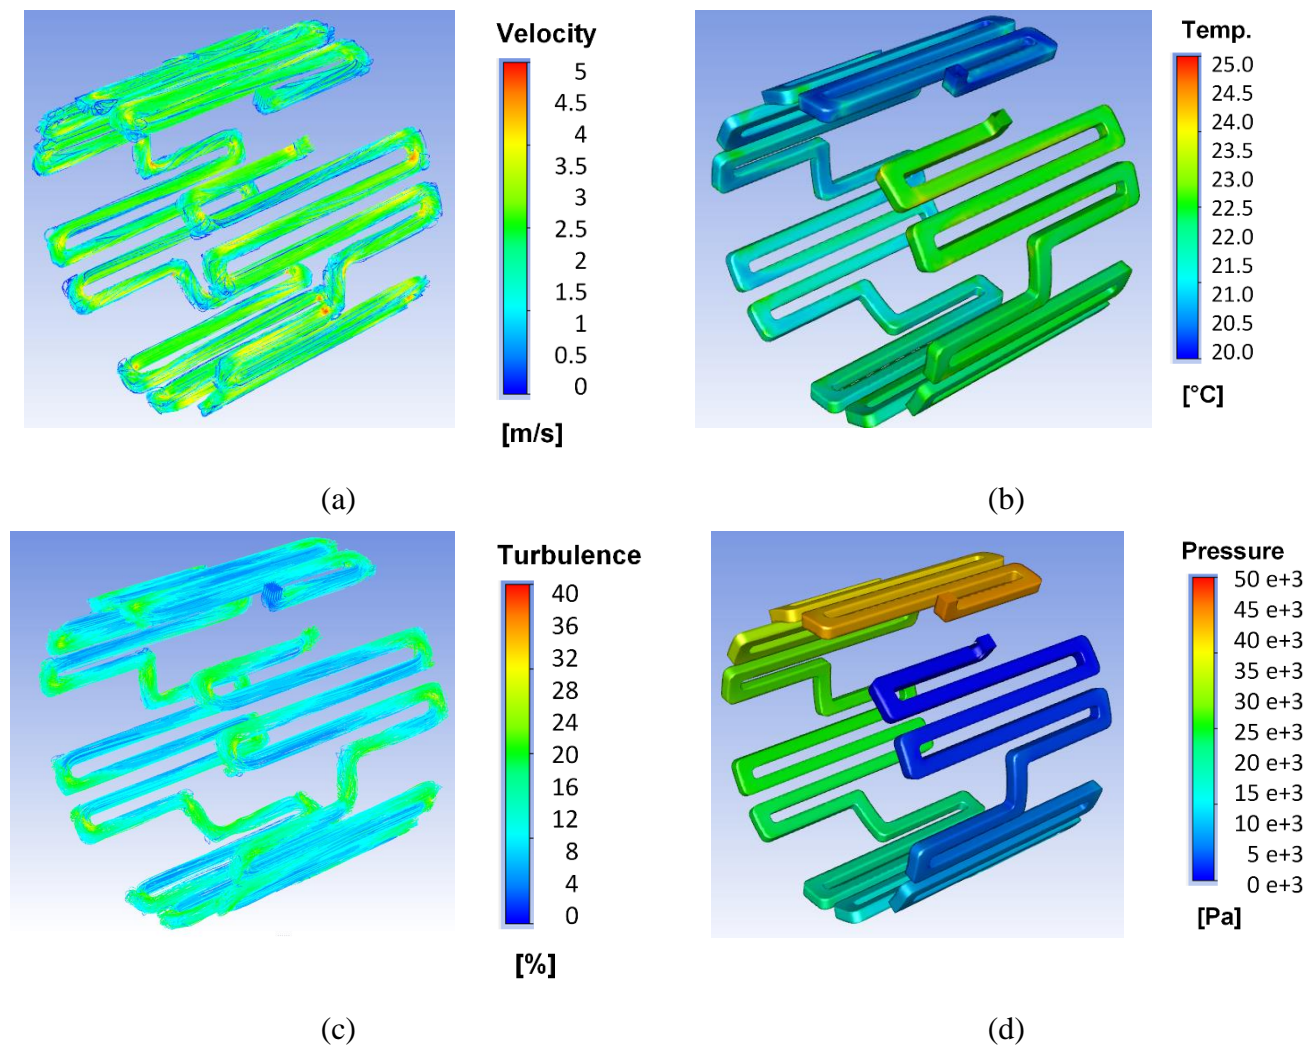 Velocity
5
4.5
4
3.5
3
2.5
2
1.5
1
0.5
0
[m/s]
(a)
Temp.
25.0
24.5
24.0
23.5
23.0
22.5
22.0
21.5
21.0
20.5
20.0
[°C]
(b)
Turbulence
40
36
32
28
24
20
16
12
8
4
0
[%]
(c)
Pressure
50 e+3
45 e+3
40 e+3
35 e+3
30 e+3
25 e+3
20 e+3
15 e+3
10 e+3
5 e+3
0 e+3
[Pa]
(d)